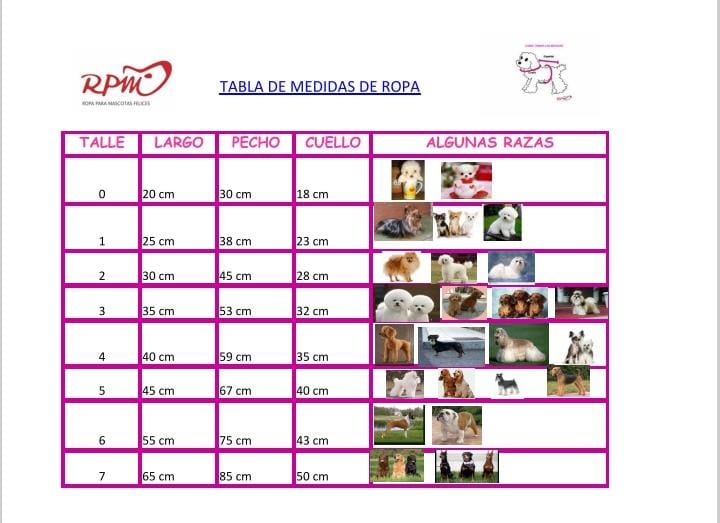 RPM
ROPA PARA MASCOTAS FELICES
TABLA DE MEDIDAS DE ROPA
TALLE LARGO PECHO CUELLO ALGUNAS RAZAS
0 20 cm 30 cm 18 cm
1 25 cm 38 cm 23 cm
2 30 cm 45 cm 28 cm
3 35 cm 53 cm 32 cm
4 40 cm 59 cm 35 cm
5 45 cm 67 cm 40 cm
6 55 cm 75 cm 43 cm
7 65 cm 85 cm 50 cm